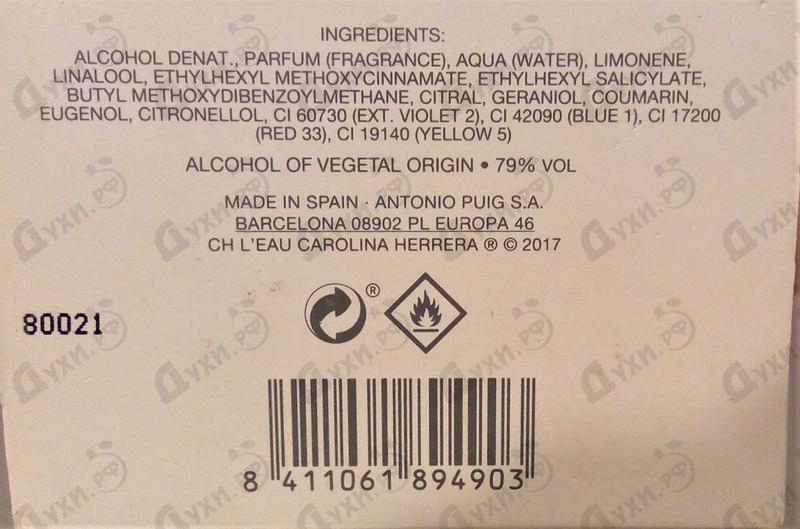 INGREDIENTS:
ALCOHOL DENAT., PARFUM (FRAGRANCE), AQUA (WATER), LIMONENE,
LINALOOL, ETHYLHEXYL METHOXYCINNAMATE, ETHYLHEXYL SALICYLATE,
BUTYL METHOXYDIBENZOYLMETHANE, CITRAL, GERANIOL, COUMARIN,
EUGENOL, CITRONELLOL, CI 60730 (EXT. VIOLET 2), CI 42090 (BLUE 1), CI 17200
(RED 33), CI 19140 (YELLOW 5)
ALCOHOL OF VEGETAL ORIGIN • 79% VOL
MADE IN SPAIN · ANTONIO PUIG S.A.
BARCELONA 08902 PL EUROPA 46
CH L'EAU CAROLINA HERRERA ® © 2017
®
80021
8 411061 894903
Духи.рф